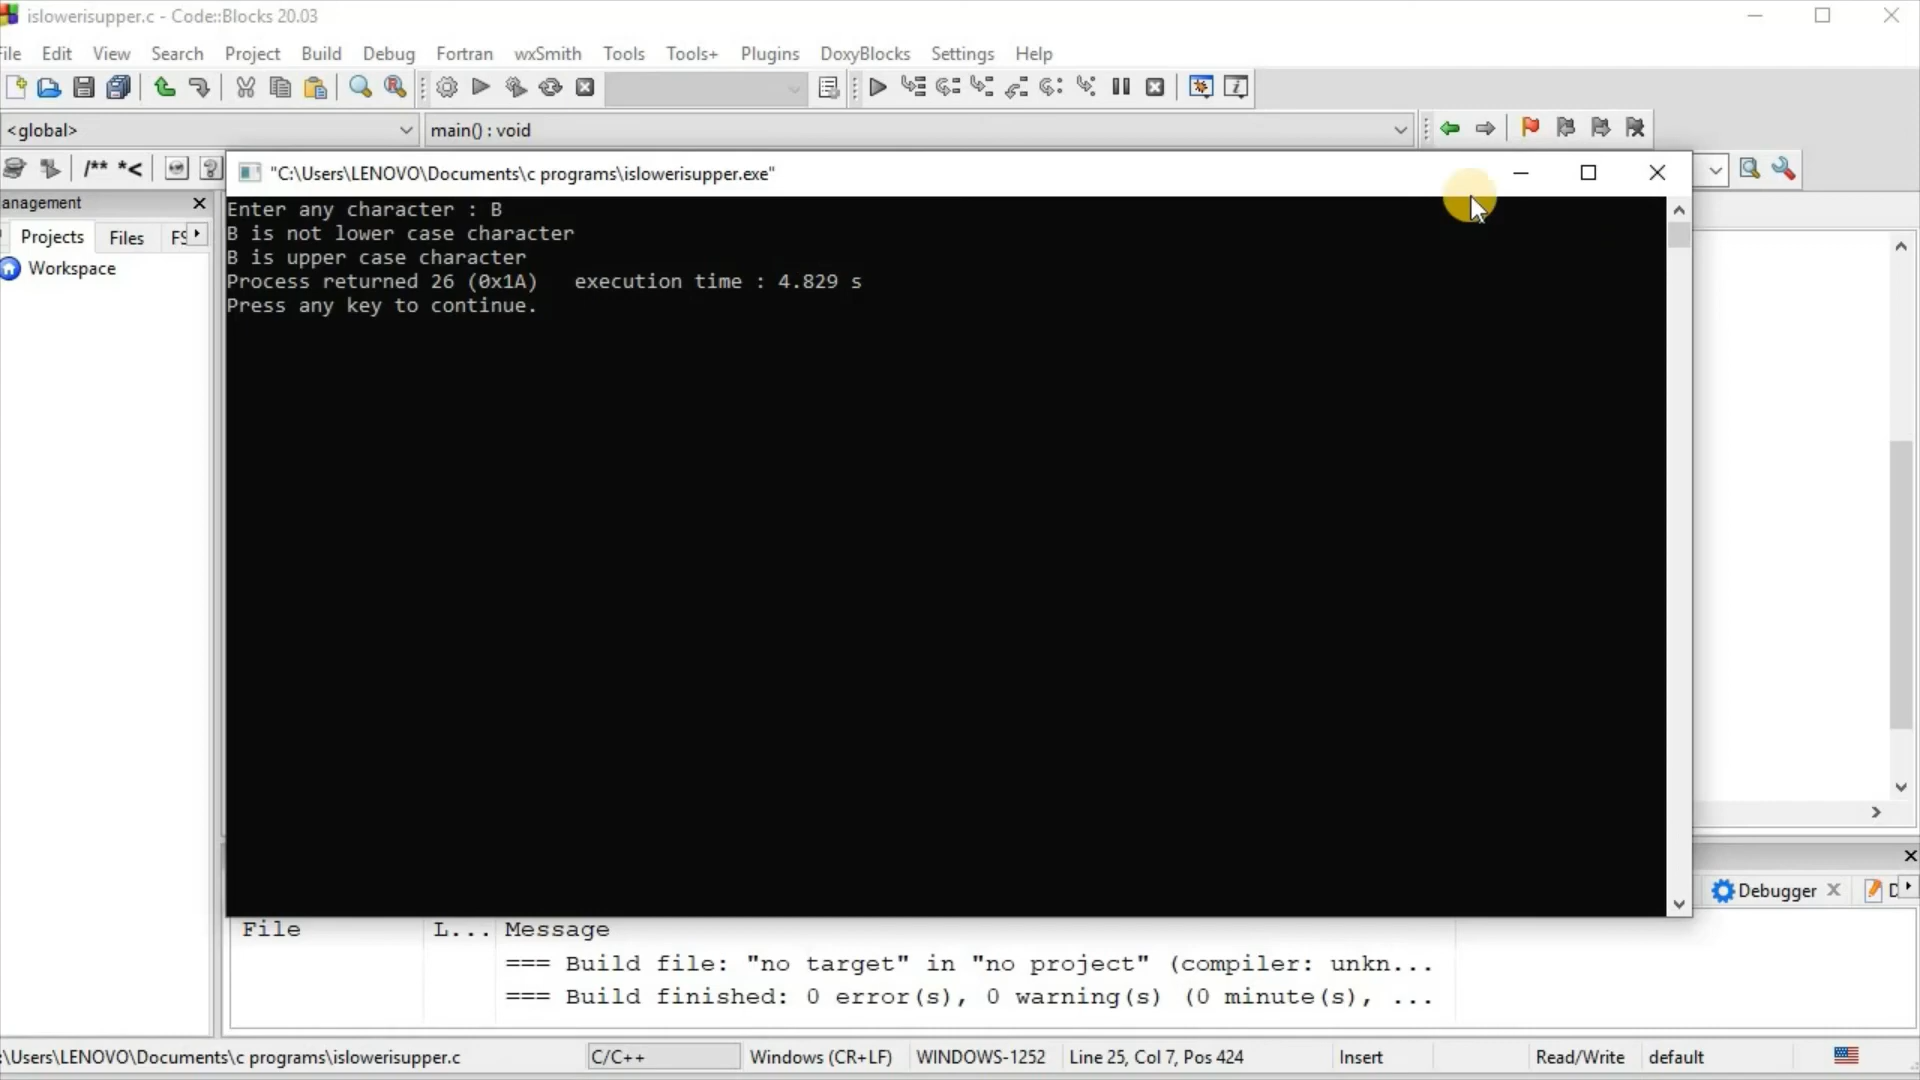 islowerisupper.c - Code::Blocks 20.03
File Edit View Search Project Build Debug Fortran wxSmith Tools Tools+ Plugins DoxyBlocks Settings Help
<global>
main() : void
/** *<
"C:\Users\LENOVO\Documents\c programs\islowerisupper.exe"
anagement
Projects Files FS
Workspace
Enter any character : B
B is not lower case character
B is upper case character
Process returned 26 (0x1A)   execution time : 4.829 s
Press any key to continue.
Debugger D
File L... Message
=== Build file: "no target" in "no project" (compiler: unkn...
=== Build finished: 0 error(s), 0 warning(s) (0 minute(s), ...
:\Users\LENOVO\Documents\c programs\islowerisupper.c C/C++ Windows (CR+LF) WINDOWS-1252 Line 25, Col 7, Pos 424 Insert Read/Write default